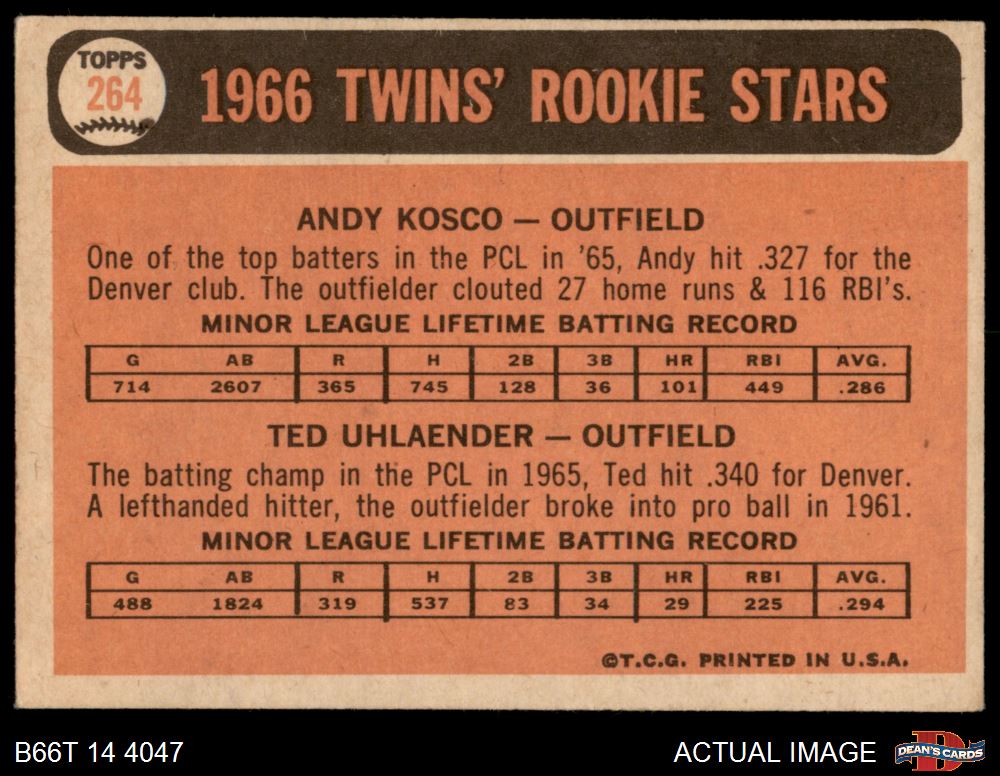 TOPPS
264
1966 TWINS' ROOKIE STARS
ANDY KOSCO — OUTFIELD
One of the top batters in the PCL in '65, Andy hit .327 for the
Denver club. The outfielder clouted 27 home runs & 116 RBI's.
MINOR LEAGUE LIFETIME BATTING RECORD
G AB R H 2B 3B HR RBI AVG.
714 2607 365 745 128 36 101 449 .286
TED UHLAENDER — OUTFIELD
The batting champ in the PCL in 1965, Ted hit .340 for Denver.
A lefthanded hitter, the outfielder broke into pro ball in 1961.
MINOR LEAGUE LIFETIME BATTING RECORD
G AB R H 2B 3B HR RBI AVG.
488 1824 319 537 83 34 29 225 .294
©T.C.G. PRINTED IN U.S.A.
B66T 14 4047
ACTUAL IMAGE
D
DEAN'S CARDS